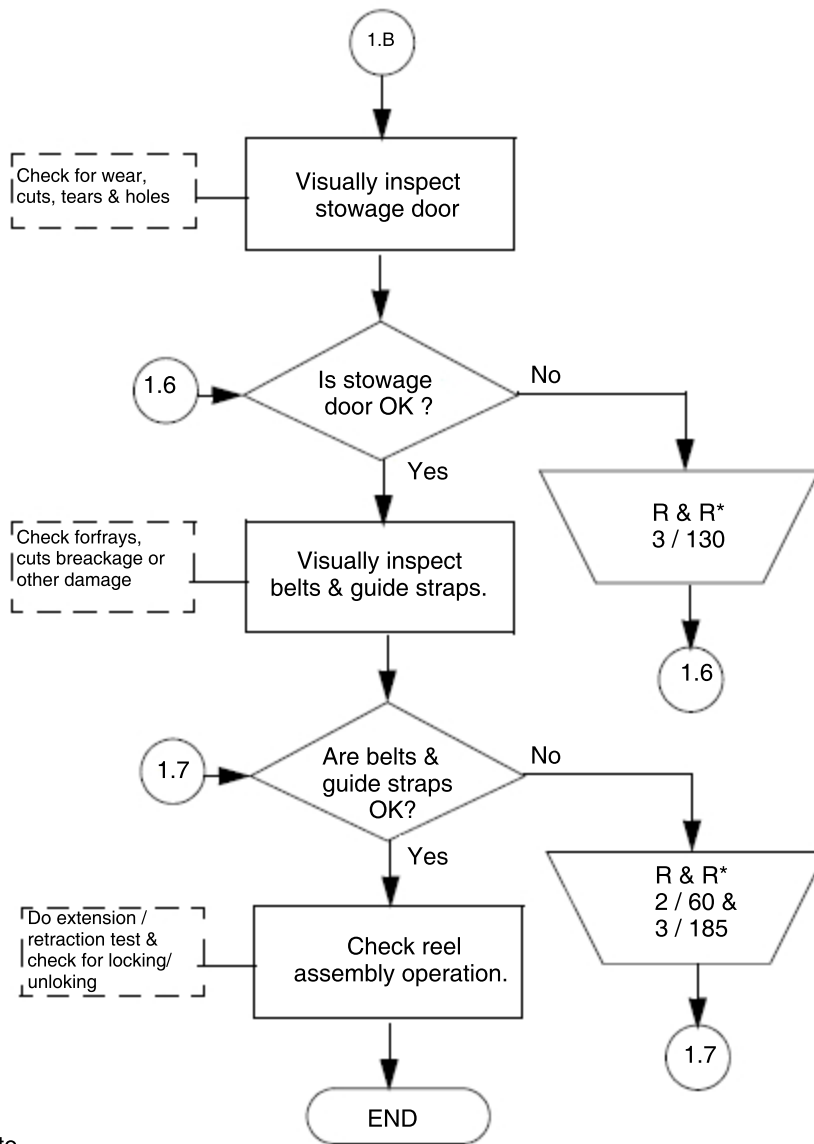 1.B
Check for wear,
cuts, tears & holes
Visually inspect
stowage door
1.6
Is stowage
door OK ?
No
Yes
R & R*
3 / 130
1.6
Check forfrays,
cuts breackage or
other damage
Visually inspect
belts & guide straps.
1.7
Are belts &
guide straps
OK?
No
Yes
R & R*
2 / 60 &
3 / 185
1.7
Do extension /
retraction test &
check for locking/
unloking
Check reel
assembly operation.
END